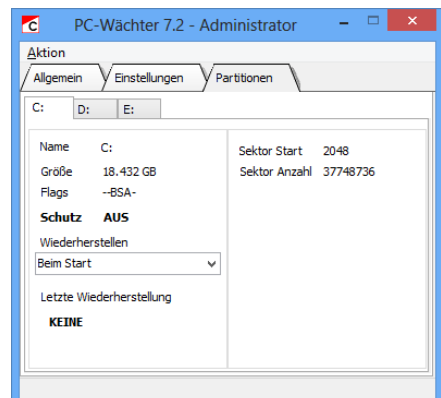 C PC-Wächter 7.2 - Administrator
Aktion
Allgemein Einstellungen Partitionen
C: D: E:
Name C:
Größe 18.432 GB
Flags --BSA-
Schutz AUS
Wiederherstellen
Beim Start
Letzte Wiederherstellung
KEINE
Sektor Start 2048
Sektor Anzahl 37748736